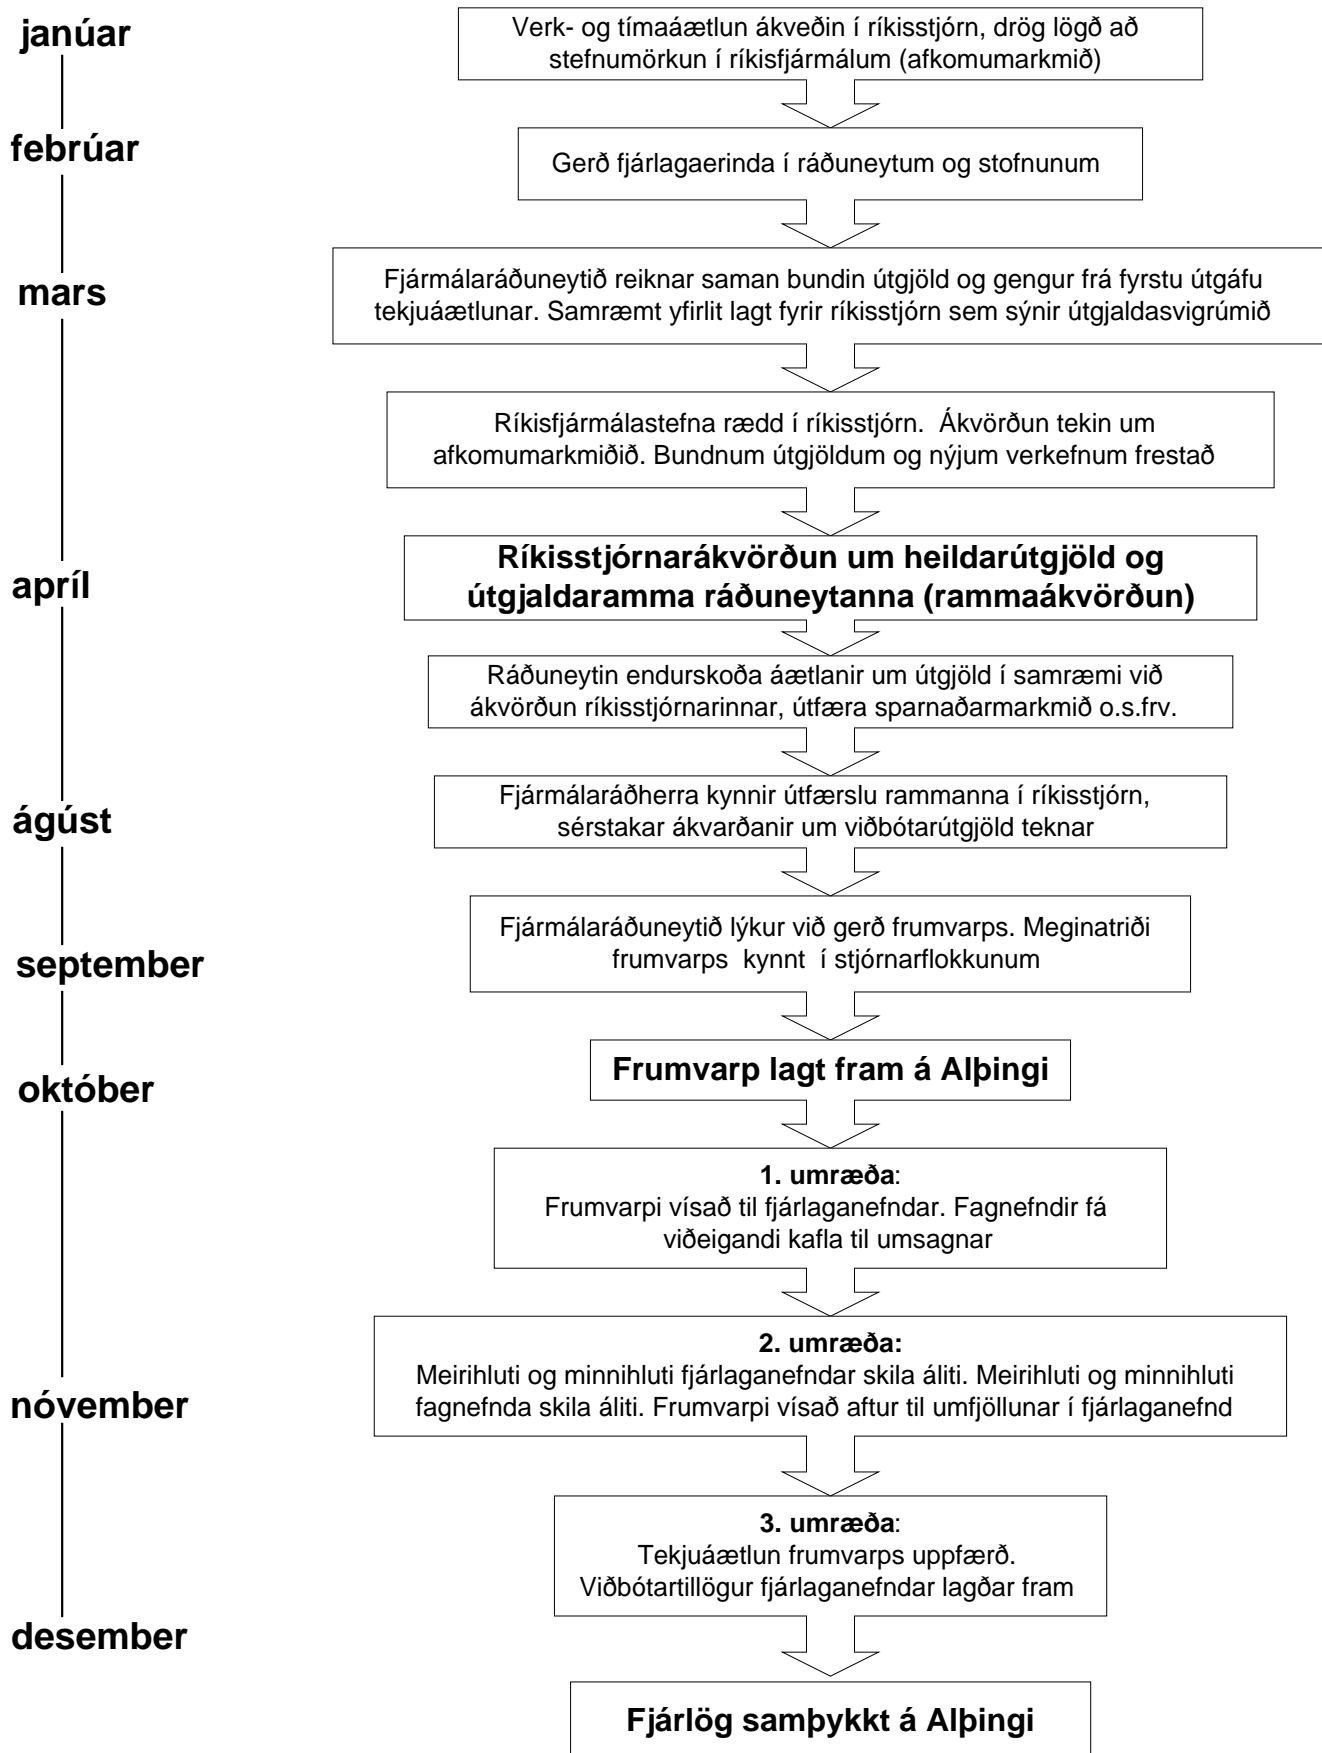 janúar
Verk- og tímaáætlun ákveðin í ríkisstjórn, drög lögð að
stefnumörkun í ríkisfjármálum (afkomumarkmið)
febrúar
Gerð fjárlagaerinda í ráðuneytum og stofnunum
mars
Fjármálaráðuneytið reiknar saman bundin útgjöld og gengur frá fyrstu útgáfu
tekjuáætlunar. Samræmt yfirlit lagt fyrir ríkisstjórn sem sýnir útgjaldasvigrúmið
Ríkisfjármálastefna rædd í ríkisstjórn.  Ákvörðun tekin um
afkomumarkmiðið. Bundnum útgjöldum og nýjum verkefnum frestað
apríl
Ríkisstjórnarákvörðun um heildarútgjöld og
útgjaldaramma ráðuneytanna (rammaákvörðun)
Ráðuneytin endurskoða áætlanir um útgjöld í samræmi við
ákvörðun ríkisstjórnarinnar, útfæra sparnaðarmarkmið o.s.frv.
ágúst
Fjármálaráðherra kynnir útfærslu rammanna í ríkisstjórn,
sérstakar ákvarðanir um viðbótarútgjöld teknar
september
Fjármálaráðuneytið lýkur við gerð frumvarps. Meginatriði
frumvarps  kynnt  í stjórnarflokkunum
október
Frumvarp lagt fram á Alþingi
1. umræða:
Frumvarpi vísað til fjárlaganefndar. Fagnefndir fá
viðeigandi kafla til umsagnar
nóvember
2. umræða:
Meirihluti og minnihluti fjárlaganefndar skila áliti. Meirihluti og minnihluti
fagnefnda skila áliti. Frumvarpi vísað aftur til umfjöllunar í fjárlaganefnd
3. umræða:
Tekjuáætlun frumvarps uppfærð.
Viðbótartillögur fjárlaganefndar lagðar fram
desember
Fjárlög samþykkt á Alþingi